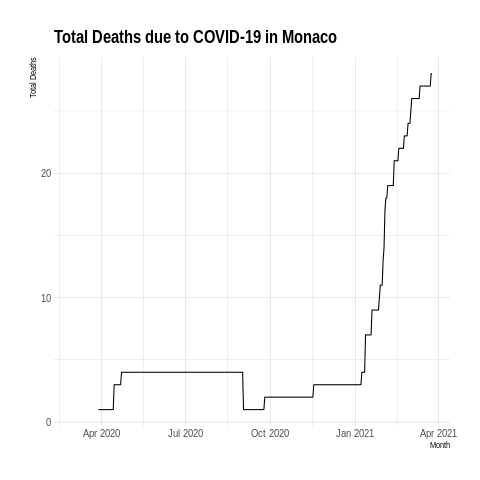 Total Deaths due to COVID-19 in Monaco
Total Deaths
20
10
0
Apr 2020 Jul 2020 Oct 2020 Jan 2021 Apr 2021
Month